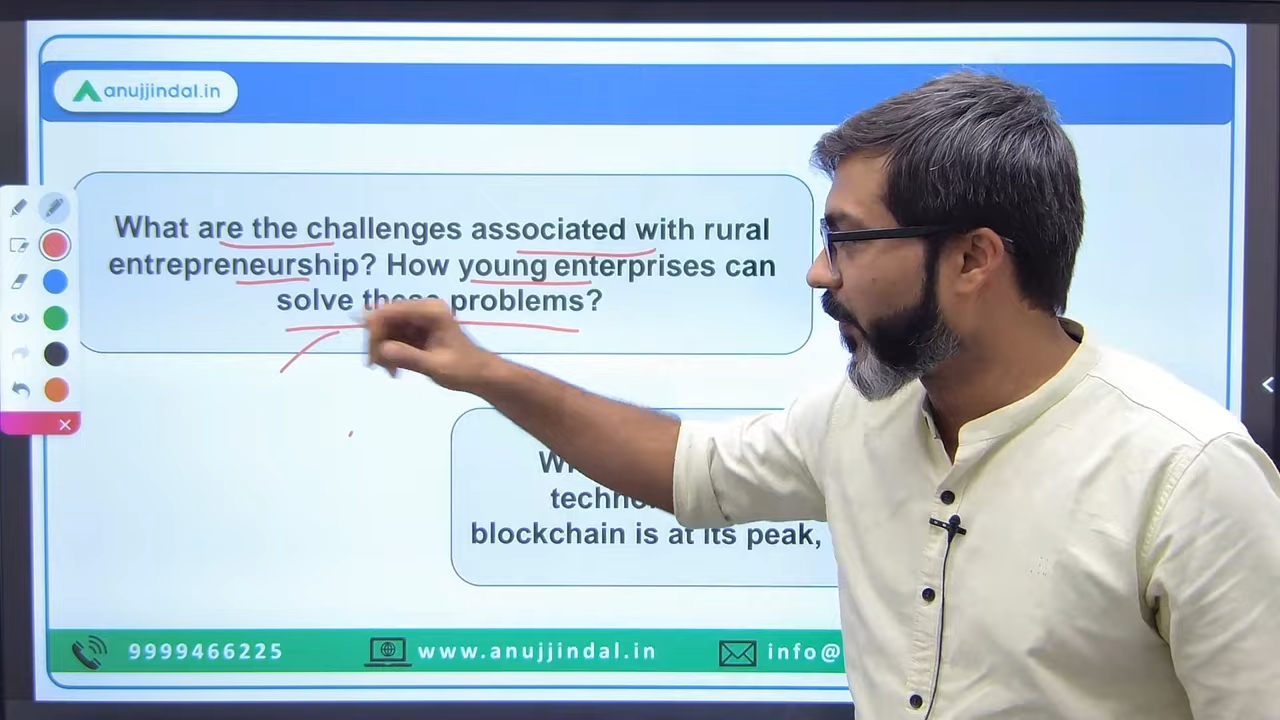 anujjindal.in
What are the challenges associated with rural
entrepreneurship? How young enterprises can
solve these problems?
blockchain is at its peak,
9999466225
www.anujjindal.in
info@